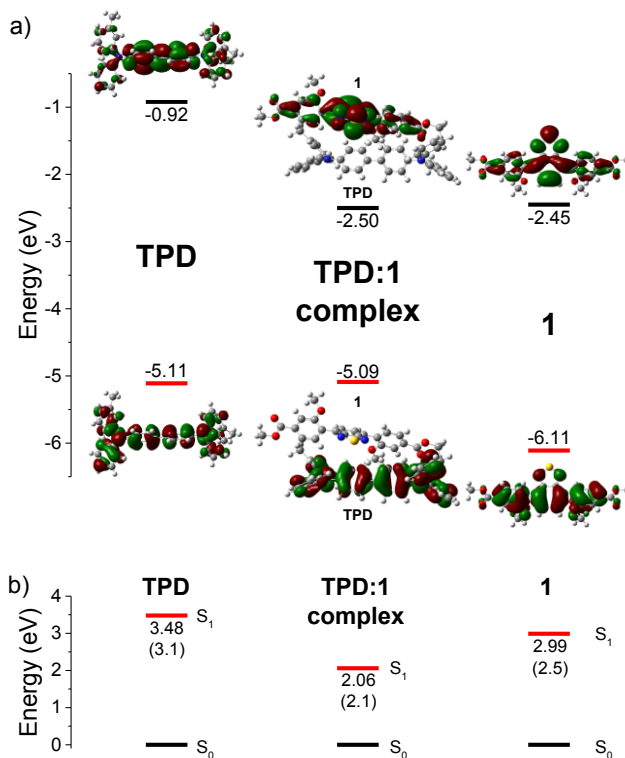 a)
Energy (eV)
-1
-2
-3
-4
-5
-6
-0.92
TPD
-5.11
1
TPD
-2.50
TPD:1
complex
-5.09
1
TPD
-2.45
1
-6.11
b)
Energy (eV)
4
3
2
1
0
TPD
S1
3.48
(3.1)
S0
TPD:1
complex
S1
2.06
(2.1)
S0
1
S1
2.99
(2.5)
S0